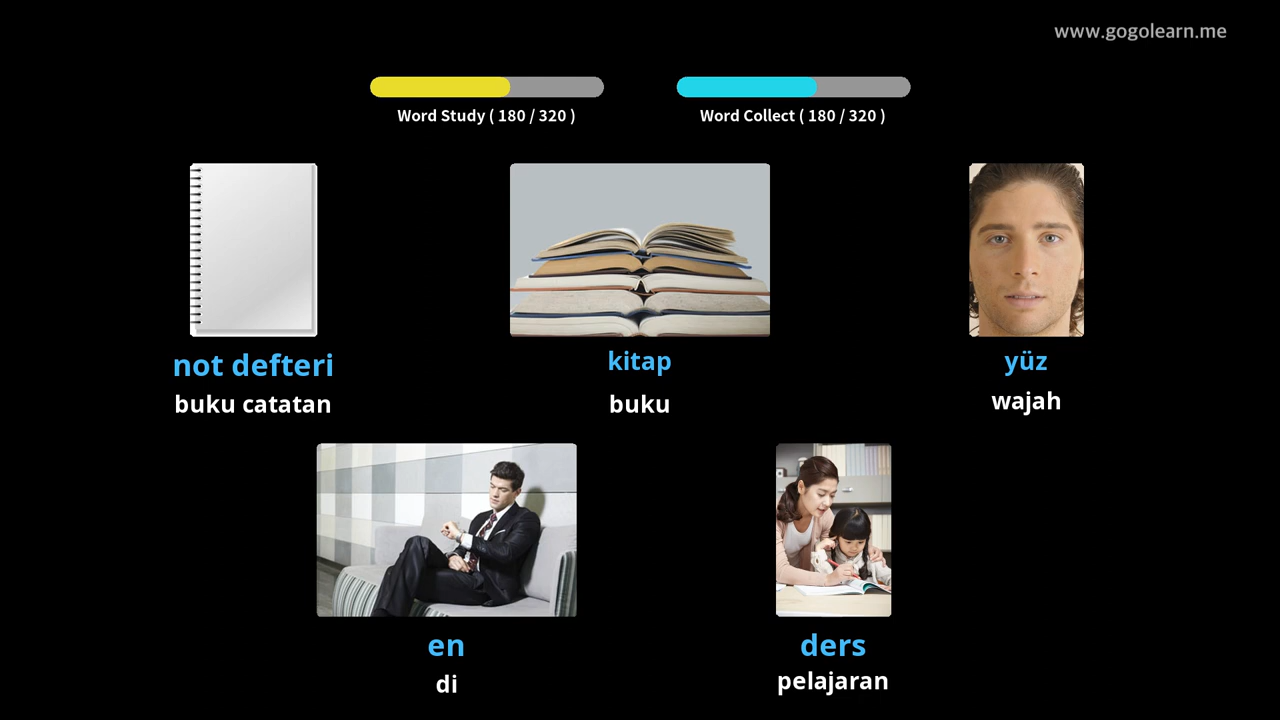 www.gogolearn.me
Word Study ( 180 / 320 )
Word Collect ( 180 / 320 )
not defteri
buku catatan
kitap
buku
yüz
wajah
en
di
ders
pelajaran